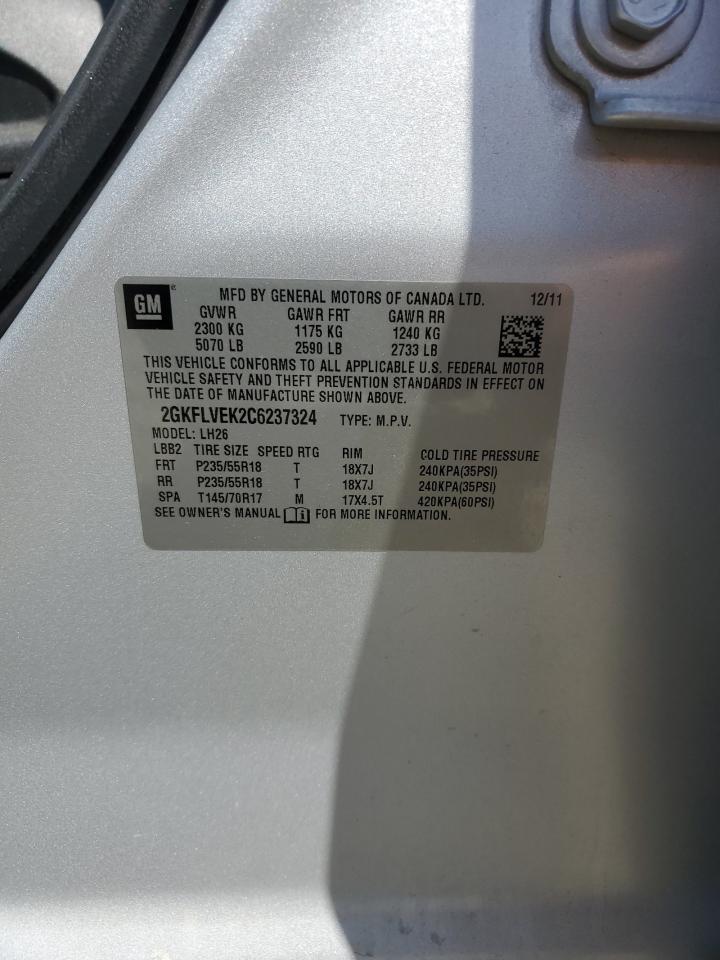 GM ® MFD BY GENERAL MOTORS OF CANADA LTD. 12/11
GVWR GAWR FRT GAWR RR
2300 KG 1175 KG 1240 KG
5070 LB 2590 LB 2733 LB
THIS VEHICLE CONFORMS TO ALL APPLICABLE U.S. FEDERAL MOTOR
VEHICLE SAFETY AND THEFT PREVENTION STANDARDS IN EFFECT ON
THE DATE OF MANUFACTURE SHOWN ABOVE.
2GKFLVEK2C6237324 TYPE: M.P.V.
MODEL: LH26
LBB2 TIRE SIZE SPEED RTG RIM COLD TIRE PRESSURE
FRT P235/55R18 T 18X7J 240KPA(35PSI)
RR P235/55R18 T 18X7J 240KPA(35PSI)
SPA T145/70R17 M 17X4.5T 420KPA(60PSI)
SEE OWNER'S MANUAL i FOR MORE INFORMATION.